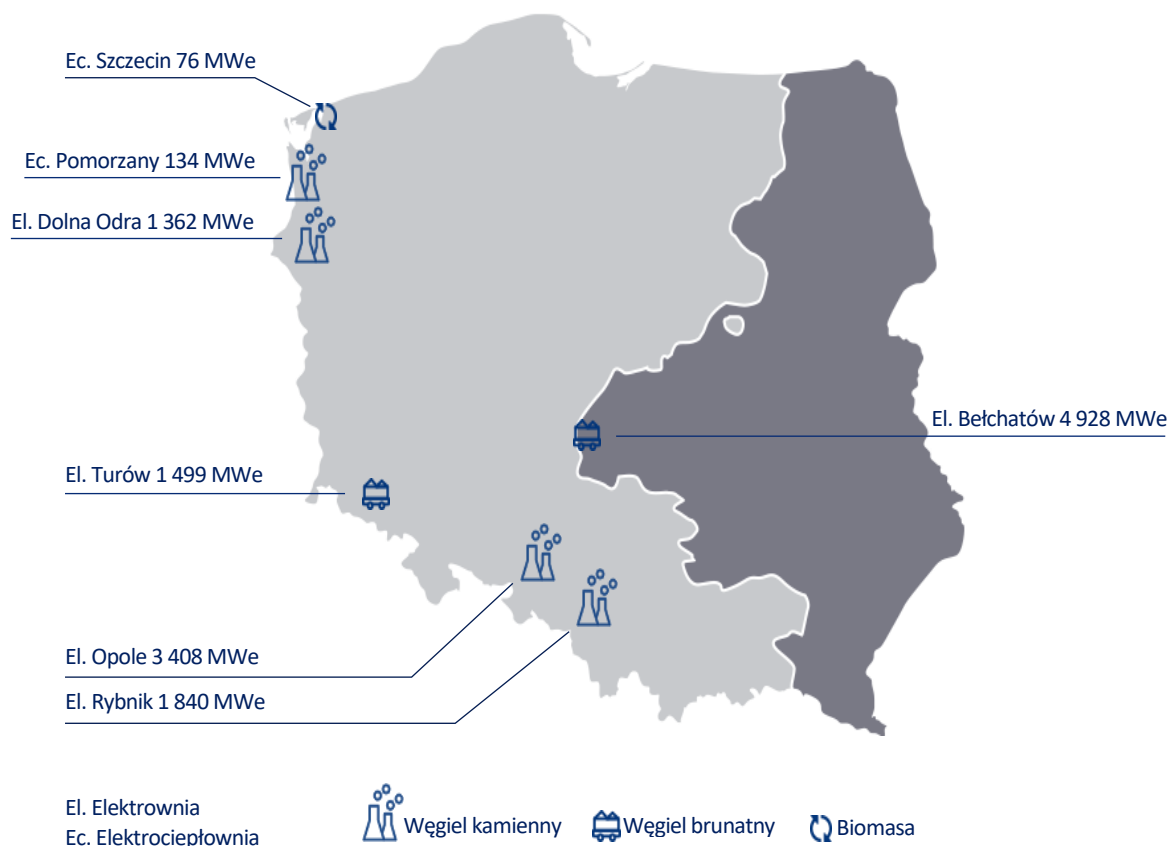 Ec. Szczecin 76 MWe
Ec. Pomorzany 134 MWe
El. Dolna Odra 1 362 MWe
El. Bełchatów 4 928 MWe
El. Turów 1 499 MWe
El. Opole 3 408 MWe
El. Rybnik 1 840 MWe
El. Elektrownia
Ec. Elektrociepłownia
Węgiel kamienny
Węgiel brunatny
Biomasa